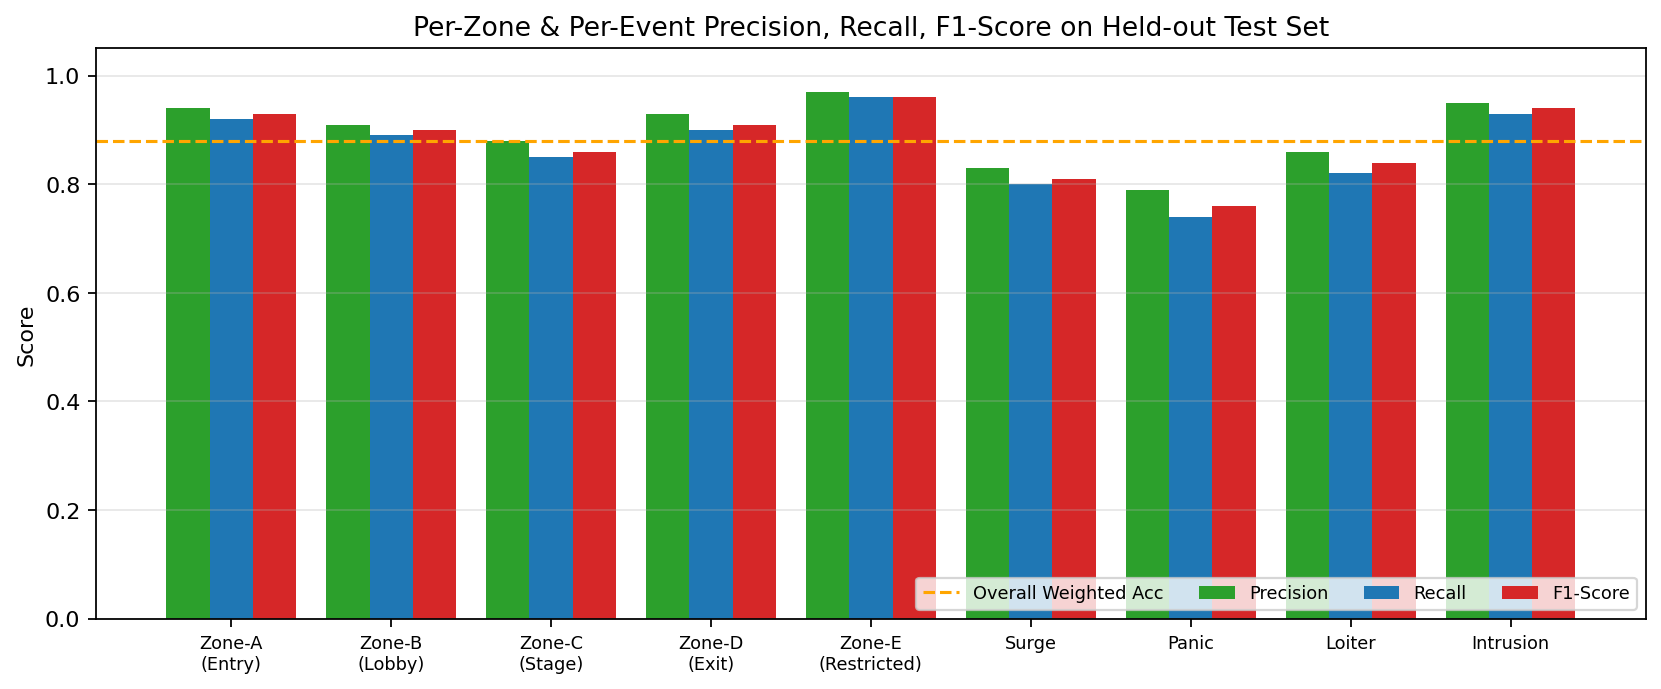 Per-Zone & Per-Event Precision, Recall, F1-Score on Held-out Test Set
Score
1.0
0.8
0.6
0.4
0.2
0.0
Zone-A
(Entry)
Zone-B
(Lobby)
Zone-C
(Stage)
Zone-D
(Exit)
Zone-E
(Restricted)
Surge
Panic
Loiter
Intrusion
Overall Weighted Acc
Precision
Recall
F1-Score